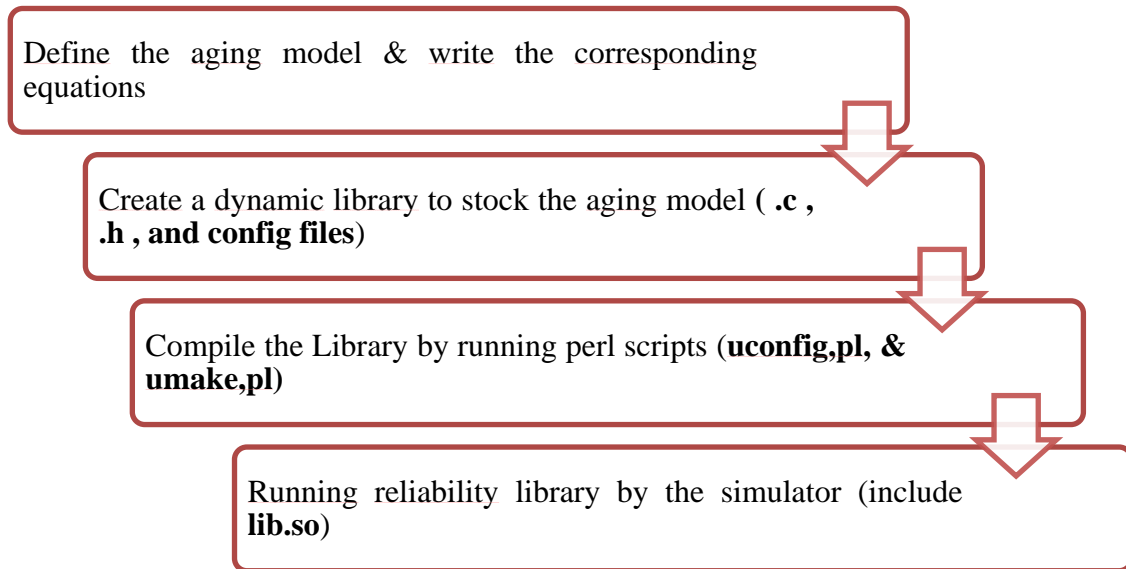 Define the aging model & write the corresponding
equations
Create a dynamic library to stock the aging model ( .c ,
.h , and config files)
Compile the Library by running perl scripts (uconfig,pl, &
umake,pl)
Running reliability library by the simulator (include
lib.so)